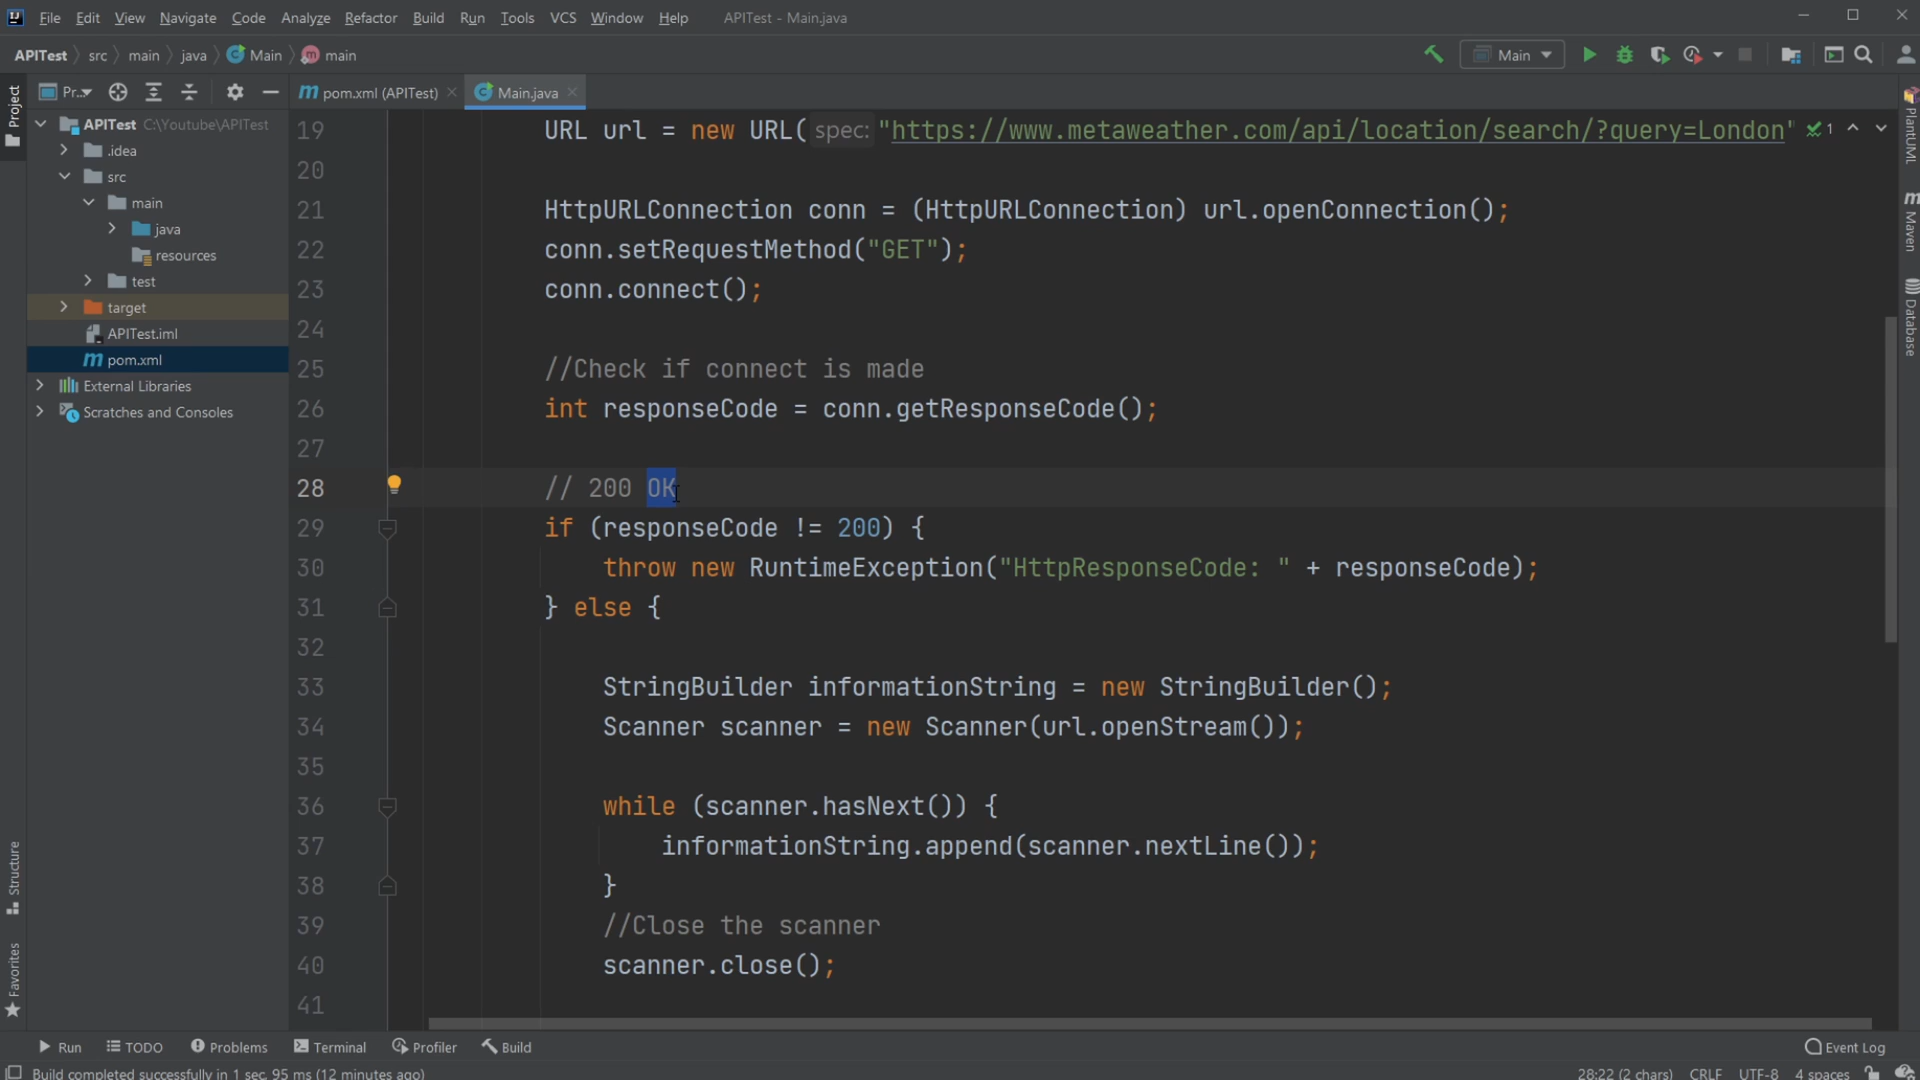 File Edit View Navigate Code Analyze Refactor Build Run Tools VCS Window Help APITest - Main.java
APITest src main java Main main
Main
Project
Pr...
pom.xml (APITest)
Main.java
APITest C:\Youtube\APITest
.idea
src
main
java
resources
test
target
APITest.iml
pom.xml
External Libraries
Scratches and Consoles
19 URL url = new URL( spec: "https://www.metaweather.com/api/location/search/?query=London"
1
20
21 HttpURLConnection conn = (HttpURLConnection) url.openConnection();
22 conn.setRequestMethod("GET");
23 conn.connect();
24
25 //Check if connect is made
26 int responseCode = conn.getResponseCode();
27
28 // 200 OK
29 if (responseCode != 200) {
30 throw new RuntimeException("HttpResponseCode: " + responseCode);
31 } else {
32
33 StringBuilder informationString = new StringBuilder();
34 Scanner scanner = new Scanner(url.openStream());
35
36 while (scanner.hasNext()) {
37 informationString.append(scanner.nextLine());
38 }
39 //Close the scanner
40 scanner.close();
41
PlantUML
Maven
Database
Structure
Favorites
Run TODO Problems Terminal Profiler Build Event Log
Build completed successfully in 1 sec, 95 ms (12 minutes ago) 28:22 (2 chars) CRLF UTF-8 4 spaces